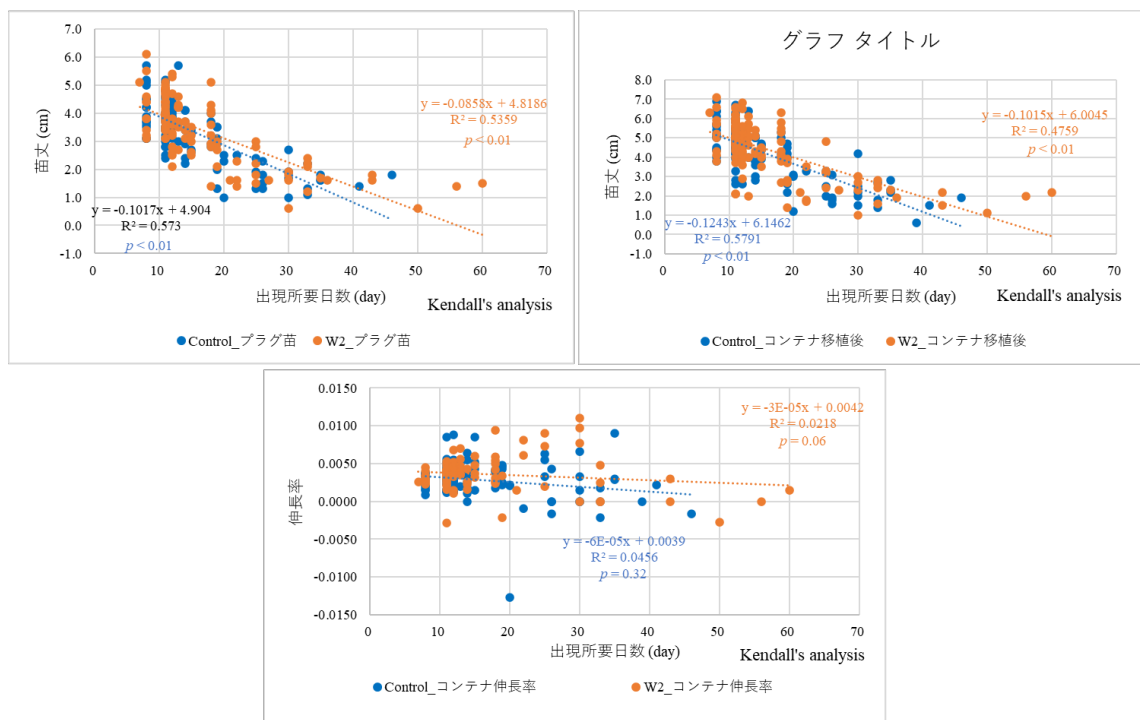 7.0
6.0
5.0
4.0
3.0
2.0
1.0
0.0
-1.0
苗丈 (cm)
y = -0.0858x + 4.8186
R² = 0.5359
p < 0.01
y = -0.1017x + 4.904
R² = 0.573
p < 0.01
0 10 20 30 40 50 60 70
出現所要日数 (day)
Kendall's analysis
Control_プラグ苗 W2_プラグ苗
グラフ タイトル
8.0
7.0
6.0
5.0
4.0
3.0
2.0
1.0
0.0
-1.0
苗丈 (cm)
y = -0.1015x + 6.0045
R² = 0.4759
p < 0.01
y = -0.1243x + 6.1462
R² = 0.5791
p < 0.01
0 10 20 30 40 50 60 70
出現所要日数 (day)
Kendall's analysis
Control_コンテナ移植後 W2_コンテナ移植後
0.0150
0.0100
0.0050
0.0000
-0.0050
-0.0100
-0.0150
伸長率
y = -3E-05x + 0.0042
R² = 0.0218
p = 0.06
y = -6E-05x + 0.0039
R² = 0.0456
p = 0.32
0 10 20 30 40 50 60 70
出現所要日数 (day)
Kendall's analysis
Control_コンテナ伸長率 W2_コンテナ伸長率